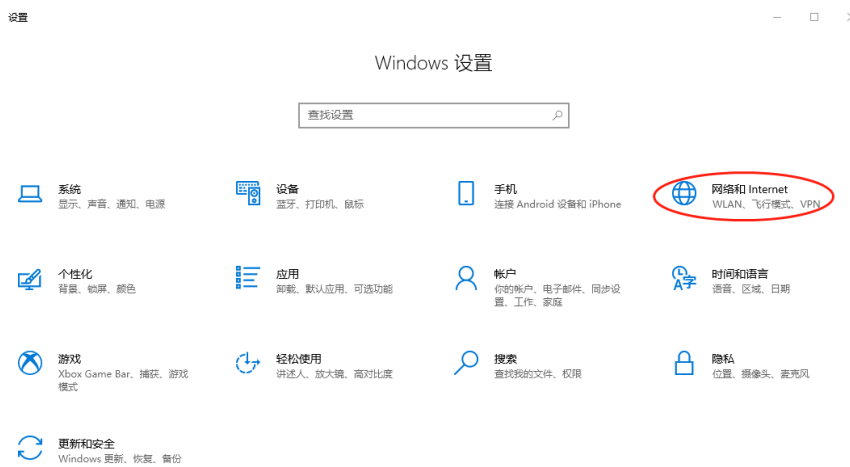 设置
Windows 设置
查找设置
系统
显示、声音、通知、电源
设备
蓝牙、打印机、鼠标
手机
连接 Android 设备和 iPhone
网络和 Internet
WLAN、飞行模式、VPN
个性化
背景、锁屏、颜色
应用
卸载、默认应用、可选功能
帐户
你的帐户、电子邮件、同步设
置、工作、家庭
时间和语言
语音、区域、日期
游戏
Xbox Game Bar、捕获、游戏
模式
轻松使用
讲述人、放大镜、高对比度
搜索
查找我的文件、权限
隐私
位置、摄像头、麦克风
更新和安全
Windows 更新、恢复、备份